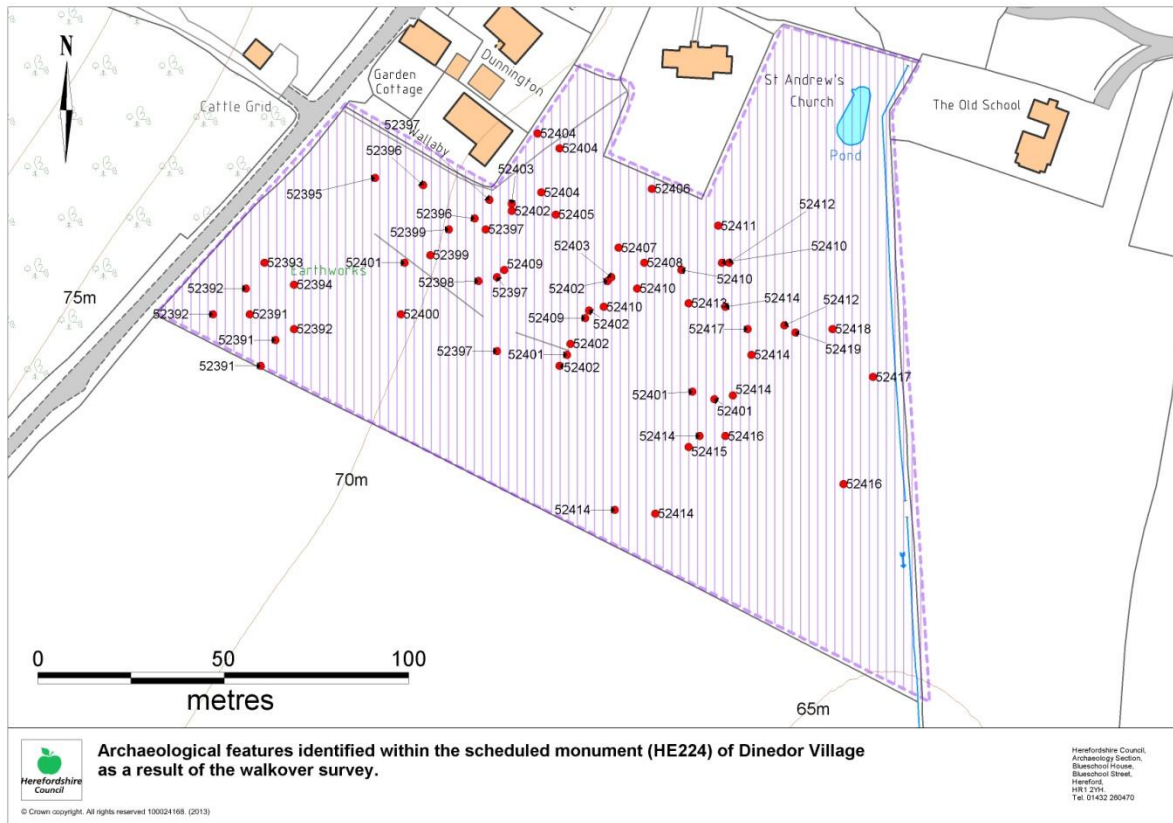 N
Cattle Grid
Garden
Cottage
Dunnington
Wallaby
St Andrew's
Church
The Old School
Pond
52397
52404
52404
52396
52403
52395
52404
52406
52412
52396
52402
52405
52411
52399
52397
52403
52407
52410
52393
52401
52399
52409
52408
Earthworks
75m
52394
52398
52397
52402
52410
52410
52392
52413
52414
52412
52392
52391
52400
52409
52410
52402
52417
52418
52391
52392
52402
52419
52397
52401
52414
52391
52402
52417
52401
52414
52401
52414
52416
52415
70m
52416
52414
52414
0 50 100
metres
65m
Herefordshire
Council
Archaeological features identified within the scheduled monument (HE224) of Dinedor Village
as a result of the walkover survey.
© Crown copyright. All rights reserved 100024168. (2013)
Herefordshire Council,
Archaeology Section,
Blueschool House,
Blueschool Street,
Hereford,
HR1 2YH.
Tel. 01432 260470